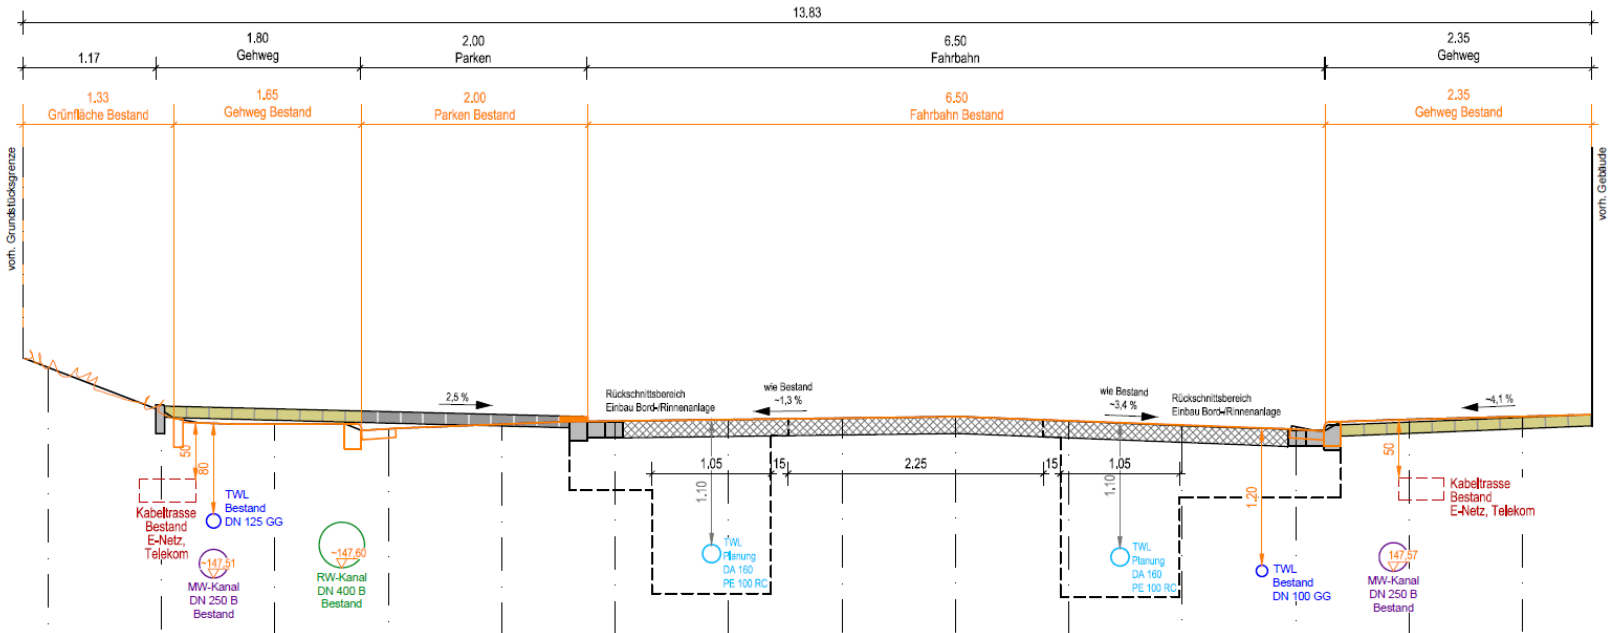 13.83
1.17
1.80
Gehweg
2.00
Parken
6.50
Fahrbahn
2.35
Gehweg
1.33
Grünfläche Bestand
1.65
Gehweg Bestand
2.00
Parken Bestand
6.50
Fahrbahn Bestand
2.35
Gehweg Bestand
vorh. Grundstücksgrenze
vorh. Gebäude
2,5 %
Rückschnittsbereich
Einbau Bord-/Rinnenanlage
wie Bestand
~1,3 %
wie Bestand
~3,4 %
Rückschnittsbereich
Einbau Bord-/Rinnenanlage
~4,1 %
50
80
1.05
15
2,25
15
1.05
1.10
1.10
1.20
50
Kabeltrasse
Bestand
E-Netz,
Telekom
TWL
Bestand
DN 125 GG
~147,51
MW-Kanal
DN 250 B
Bestand
~147,60
RW-Kanal
DN 400 B
Bestand
TWL
Planung
DA 160
PE 100 RC
TWL
Planung
DA 160
PE 100 RC
TWL
Bestand
DN 100 GG
147,57
MW-Kanal
DN 250 B
Bestand
Kabeltrasse
Bestand
E-Netz, Telekom